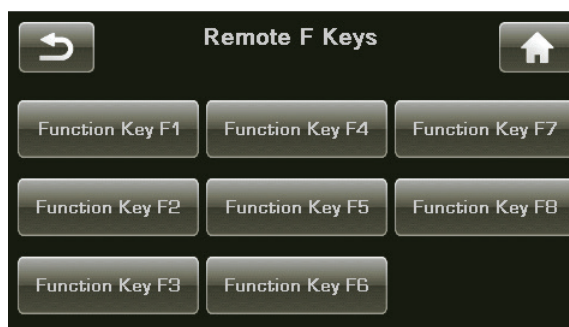 Remote F Keys
Function Key F1 Function Key F4 Function Key F7
Function Key F2 Function Key F5 Function Key F8
Function Key F3 Function Key F6